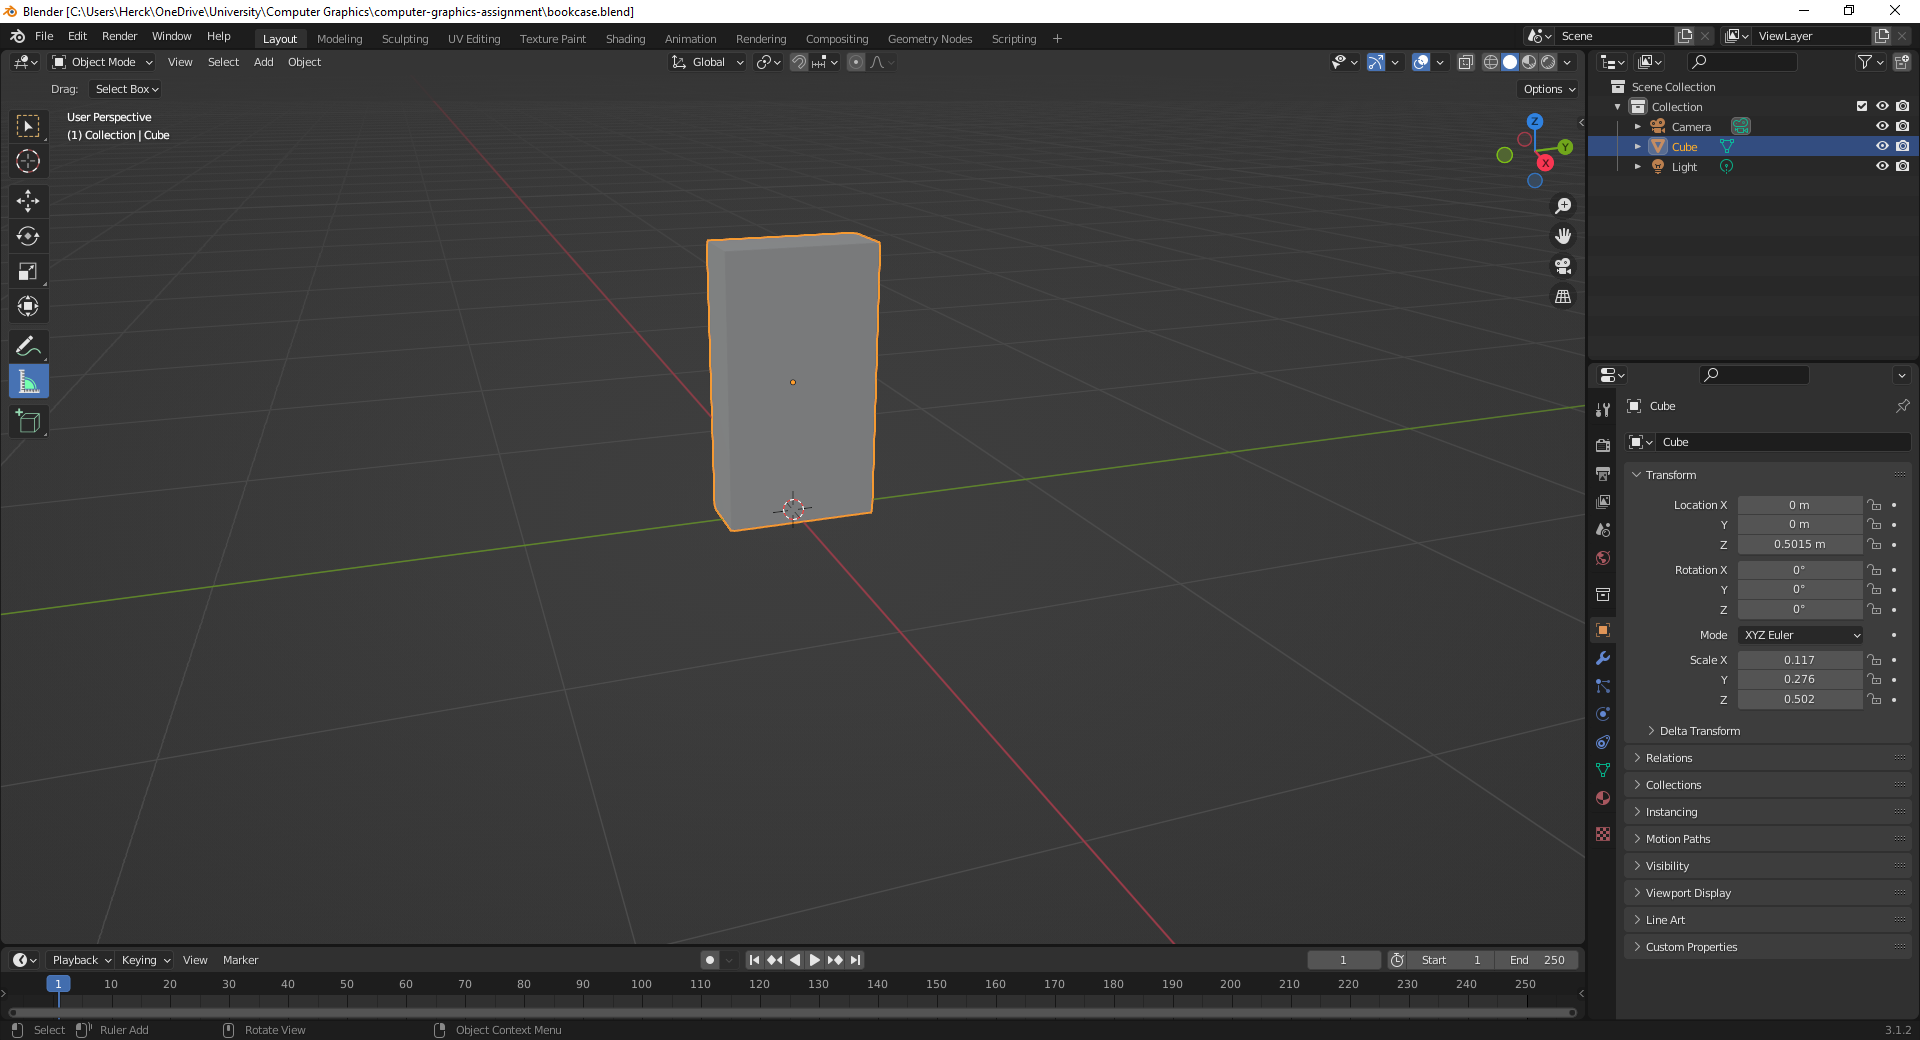 Blender [C:\Users\Herck\OneDrive\University\Computer Graphics\computer-graphics-assignment\bookcase.blend]
File Edit Render Window Help Layout Modeling Sculpting UV Editing Texture Paint Shading Animation Rendering Compositing Geometry Nodes Scripting Scene ViewLayer
Object Mode View Select Add Object Global
Drag: Select Box Options
User Perspective
(1) Collection | Cube
Z
Y
X
Scene Collection
Collection
Camera
Cube
Light
Cube
Cube
Transform
Location X 0 m
Y 0 m
Z 0.5015 m
Rotation X 0°
Y 0°
Z 0°
Mode XYZ Euler
Scale X 0.117
Y 0.276
Z 0.502
Delta Transform
Relations
Collections
Instancing
Motion Paths
Visibility
Viewport Display
Line Art
Custom Properties
Playback Keying View Marker 1 Start 1 End 250
1 10 20 30 40 50 60 70 80 90 100 110 120 130 140 150 160 170 180 190 200 210 220 230 240 250
Select Ruler Add Rotate View Object Context Menu 3.1.2